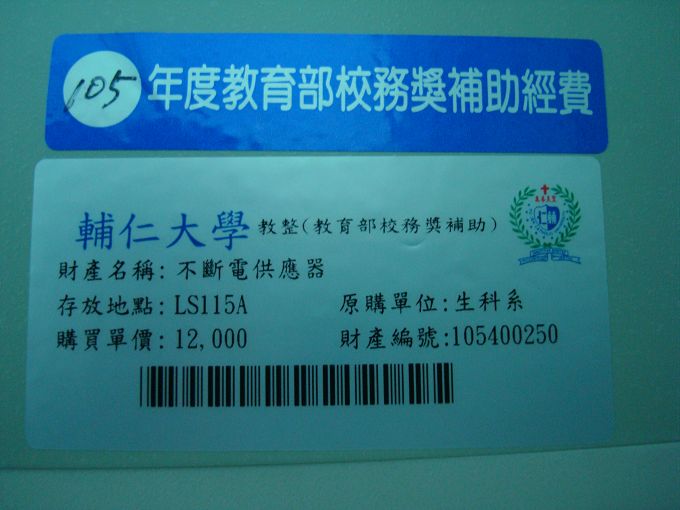 105 年度教育部校務獎補助經費
輔仁大學 教整(教育部校務獎補助)
財產名稱: 不斷電供應器
存放地點: LS115A 原購單位: 生科系
購買單價: 12,000 財產編號:105400250